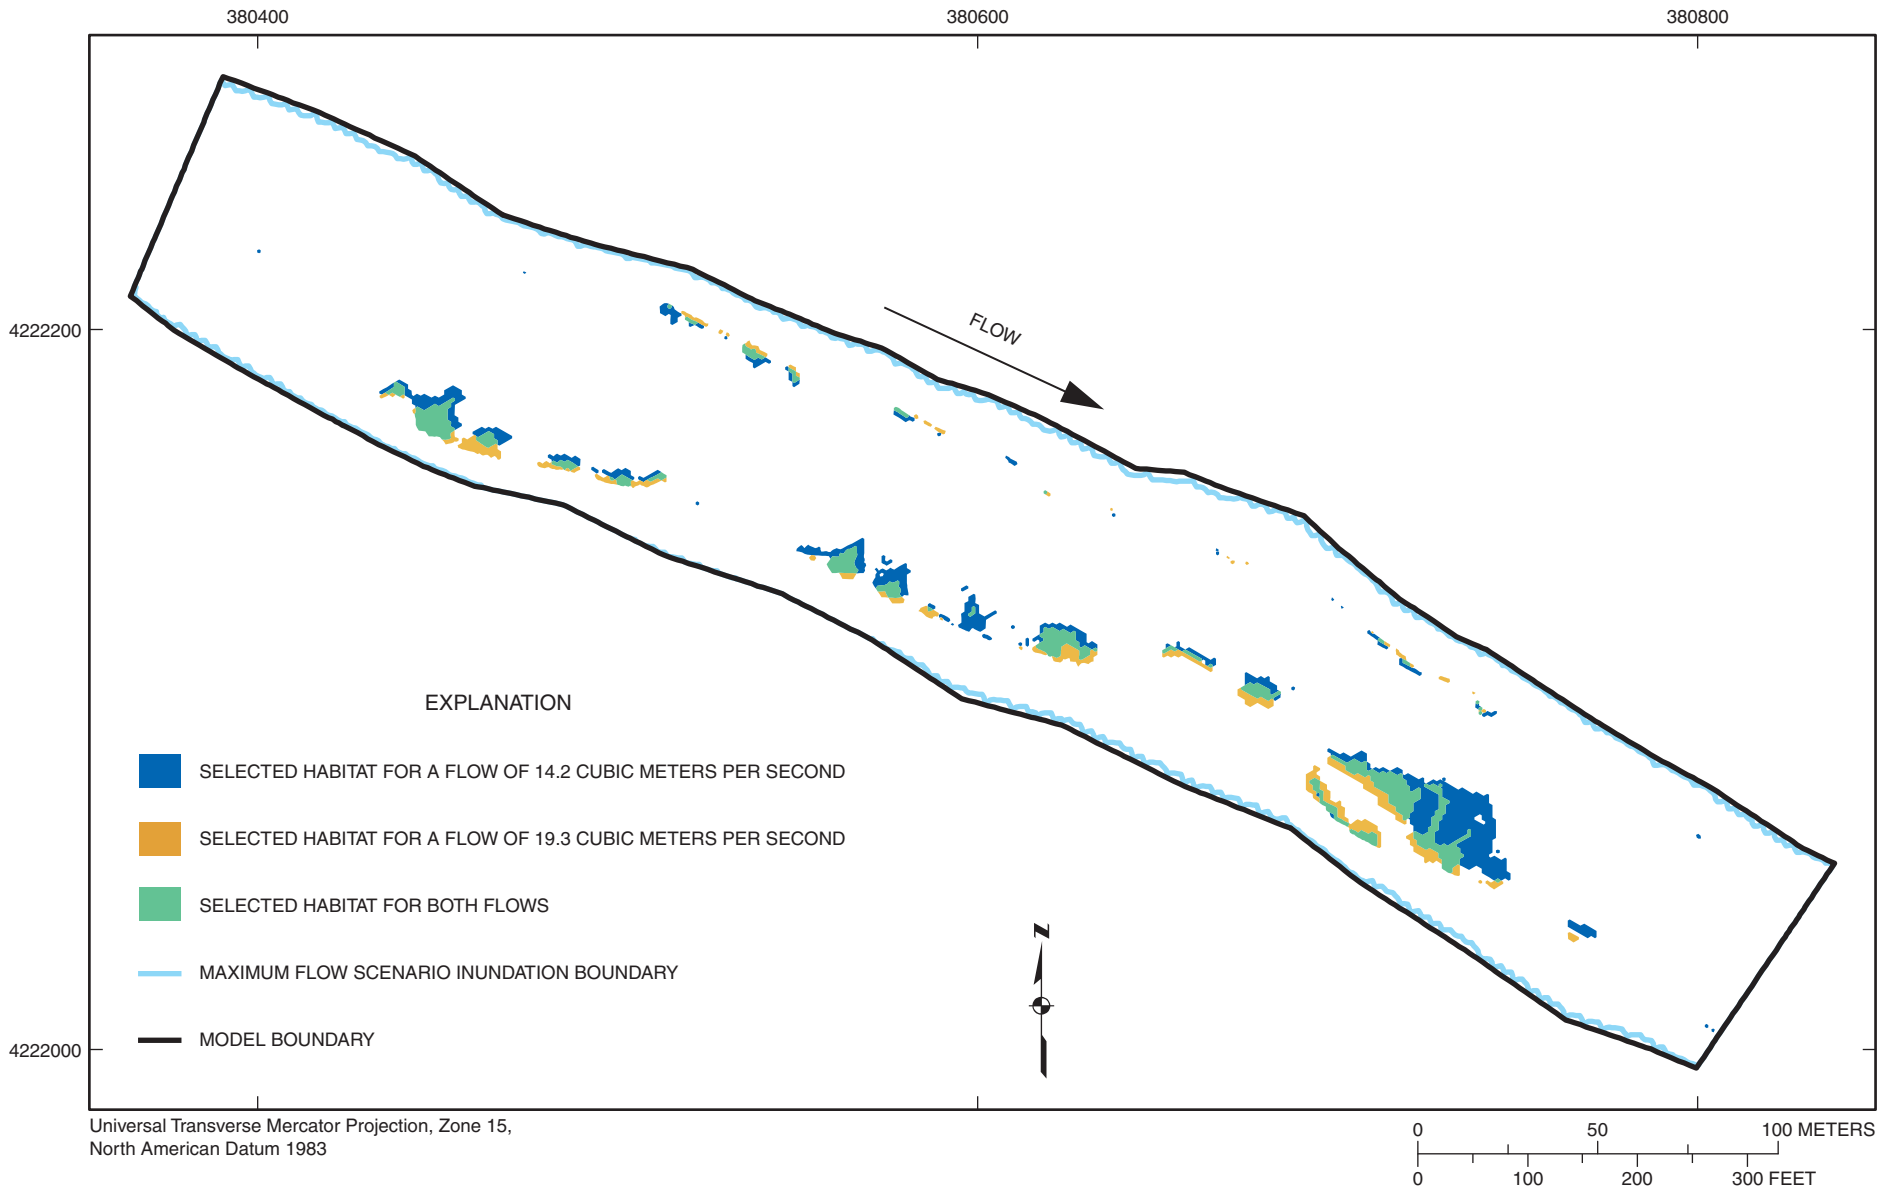 380400
380600
380800
4222200
FLOW
EXPLANATION
SELECTED HABITAT FOR A FLOW OF 14.2 CUBIC METERS PER SECOND
SELECTED HABITAT FOR A FLOW OF 19.3 CUBIC METERS PER SECOND
SELECTED HABITAT FOR BOTH FLOWS
MAXIMUM FLOW SCENARIO INUNDATION BOUNDARY
MODEL BOUNDARY
N
4222000
Universal Transverse Mercator Projection, Zone 15,
North American Datum 1983
0 50 100 METERS
0 100 200 300 FEET